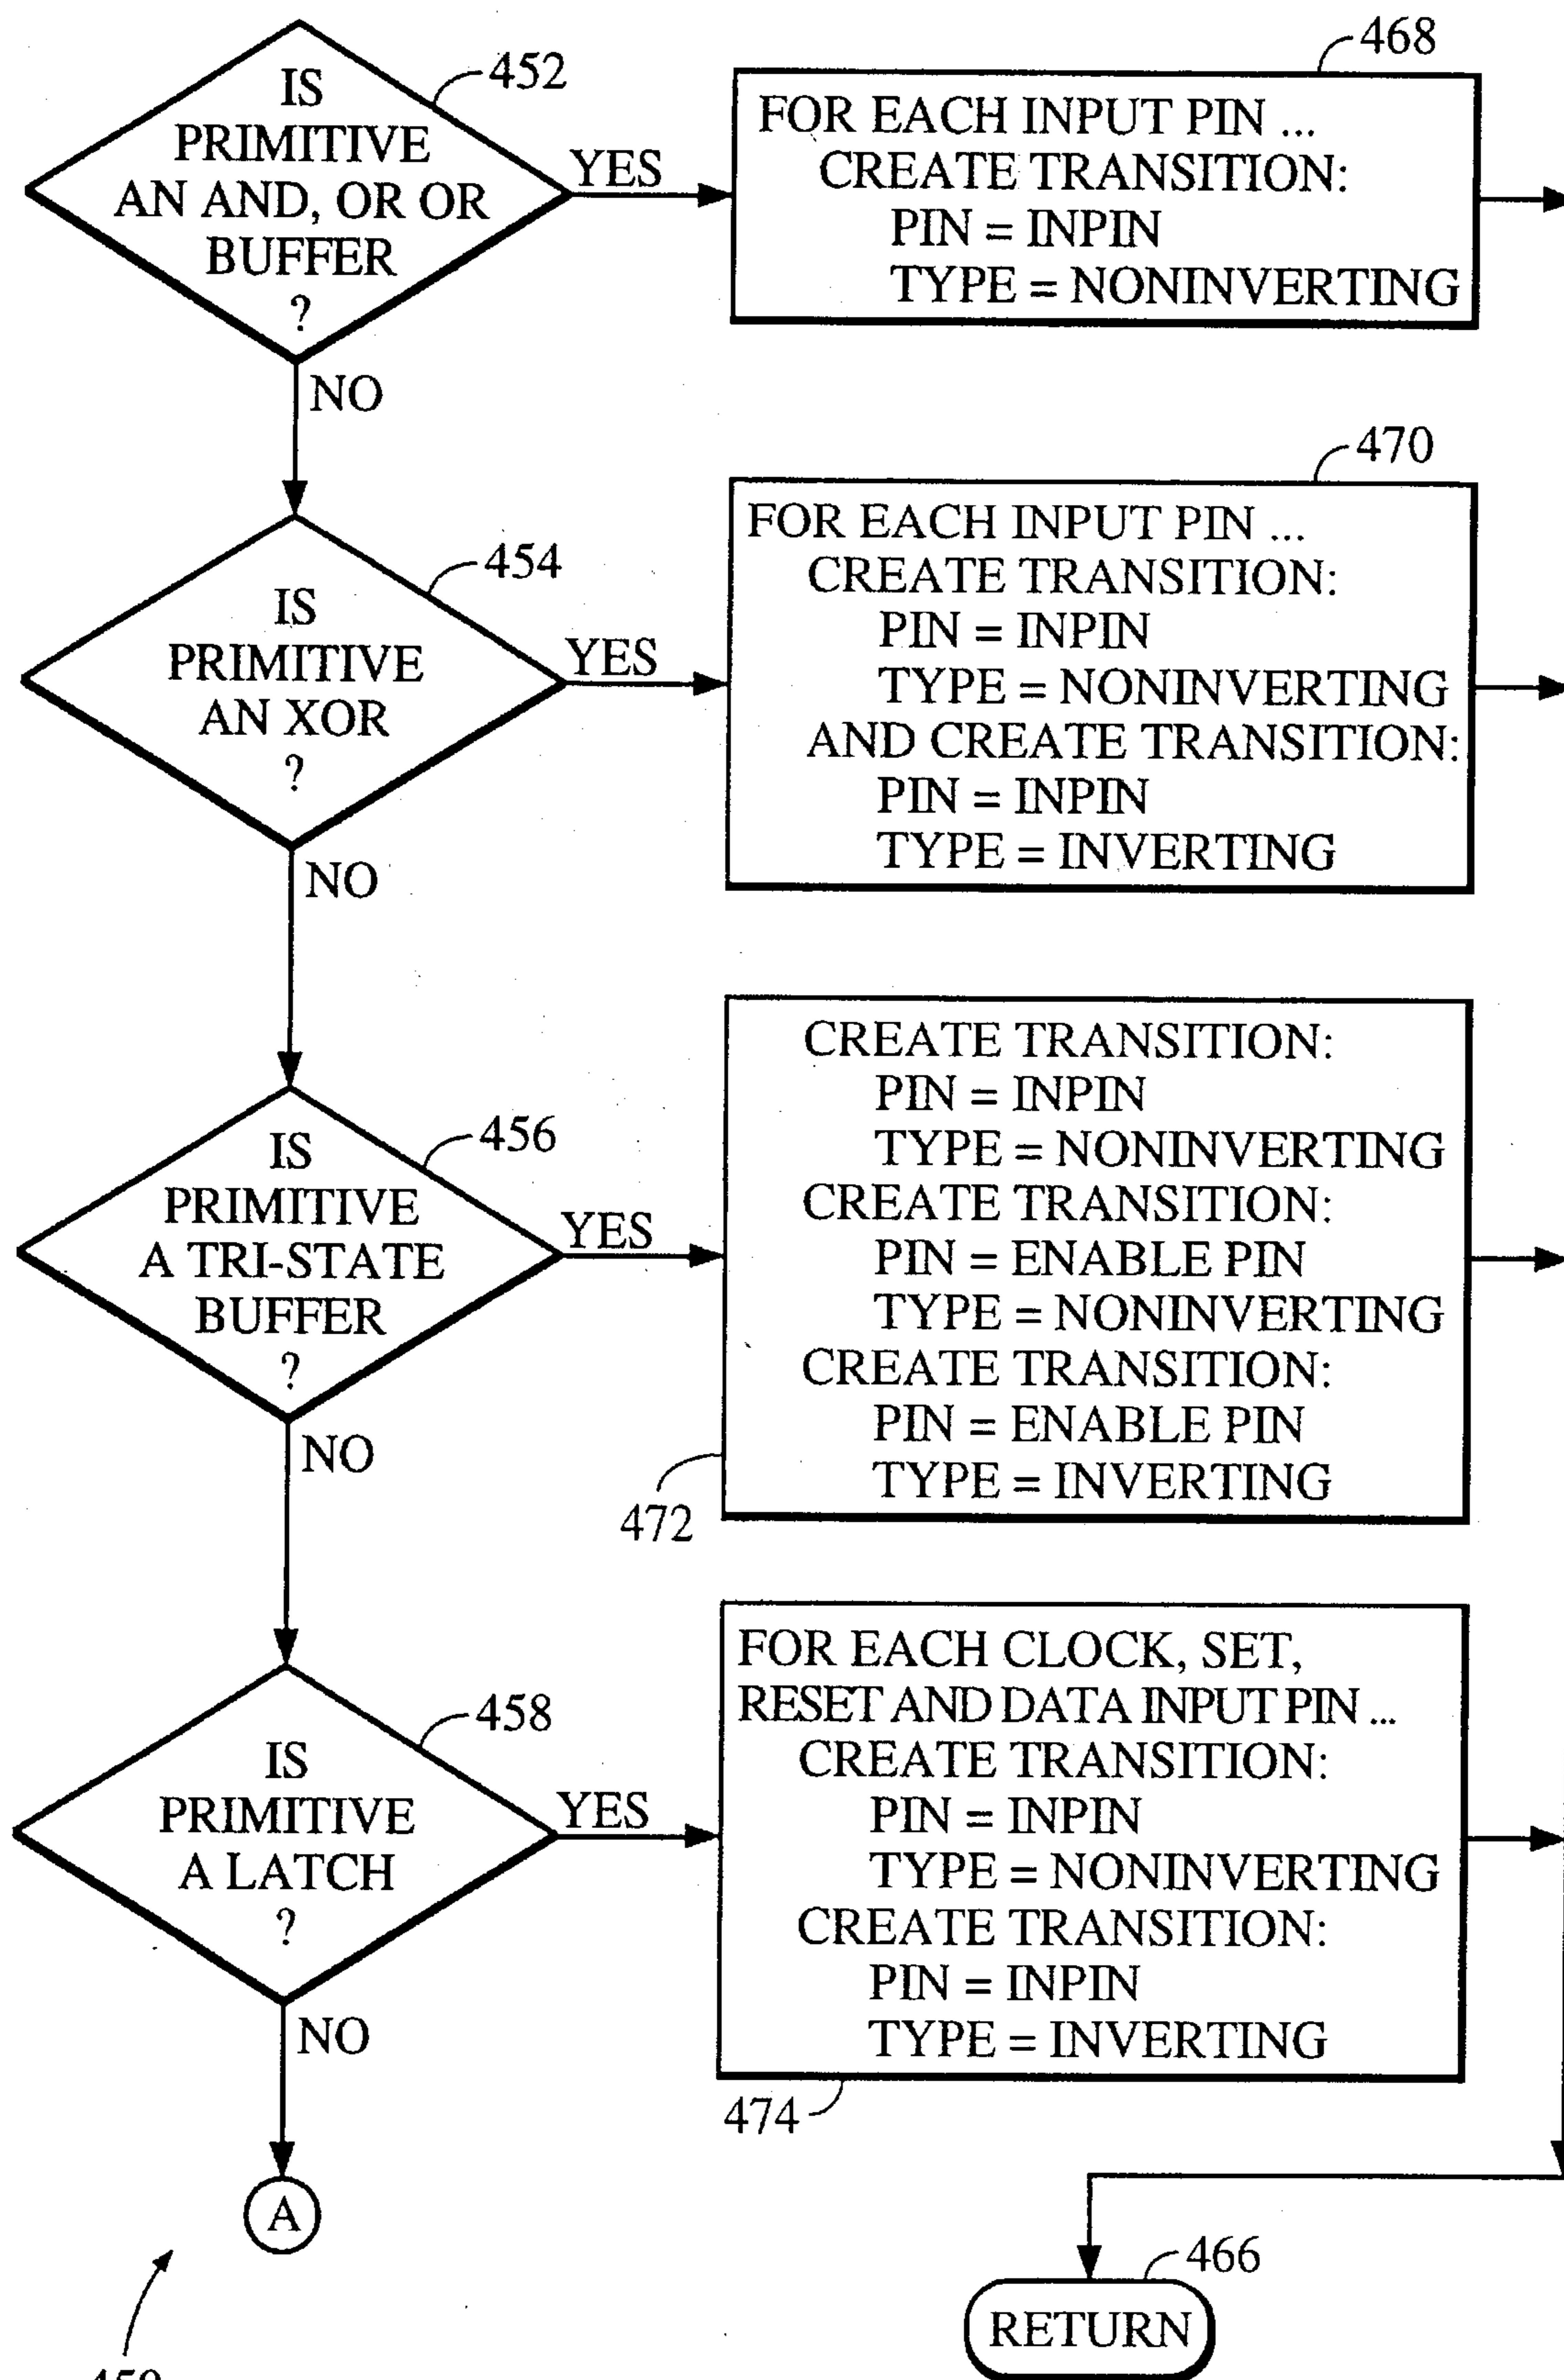 IS
PRIMITIVE
AN AND, OR OR
BUFFER
?
452
YES
NO
468
FOR EACH INPUT PIN ...
CREATE TRANSITION:
PIN = INPIN
TYPE = NONINVERTING
IS
PRIMITIVE
AN XOR
?
454
YES
NO
470
FOR EACH INPUT PIN ...
CREATE TRANSITION:
PIN = INPIN
TYPE = NONINVERTING
AND CREATE TRANSITION:
PIN = INPIN
TYPE = INVERTING
IS
PRIMITIVE
A TRI-STATE
BUFFER
?
456
YES
NO
CREATE TRANSITION:
PIN = INPIN
TYPE = NONINVERTING
CREATE TRANSITION:
PIN = ENABLE PIN
TYPE = NONINVERTING
CREATE TRANSITION:
PIN = ENABLE PIN
TYPE = INVERTING
472
IS
PRIMITIVE
A LATCH
?
458
YES
NO
FOR EACH CLOCK, SET,
RESET AND DATA INPUT PIN ...
CREATE TRANSITION:
PIN = INPIN
TYPE = NONINVERTING
CREATE TRANSITION:
PIN = INPIN
TYPE = INVERTING
474
A
466
RETURN